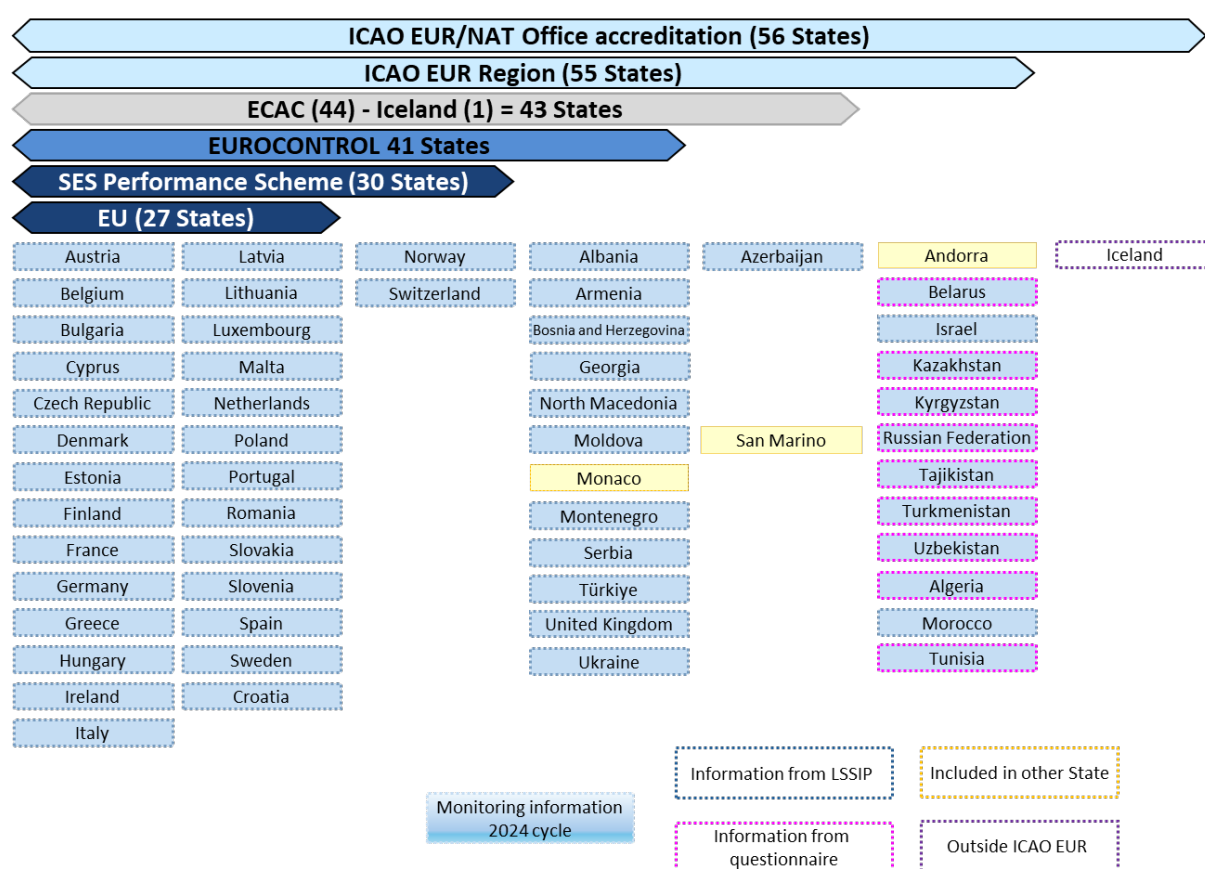 ICAO EUR/NAT Office accreditation (56 States)
ICAO EUR Region (55 States)
ECAC (44) - Iceland (1) = 43 States
EUROCONTROL 41 States
SES Performance Scheme (30 States)
EU (27 States)
Austria
Belgium
Bulgaria
Cyprus
Czech Republic
Denmark
Estonia
Finland
France
Germany
Greece
Hungary
Ireland
Italy
Latvia
Lithuania
Luxembourg
Malta
Netherlands
Poland
Portugal
Romania
Slovakia
Slovenia
Spain
Sweden
Croatia
Norway
Switzerland
Albania
Armenia
Bosnia and Herzegovina
Georgia
North Macedonia
Moldova
Monaco
Montenegro
Serbia
Türkiye
United Kingdom
Ukraine
Azerbaijan
San Marino
Andorra
Belarus
Israel
Kazakhstan
Kyrgyzstan
Russian Federation
Tajikistan
Turkmenistan
Uzbekistan
Algeria
Morocco
Tunisia
Iceland
Monitoring information
2024 cycle
Information from LSSIP
Included in other State
Information from
questionnaire
Outside ICAO EUR